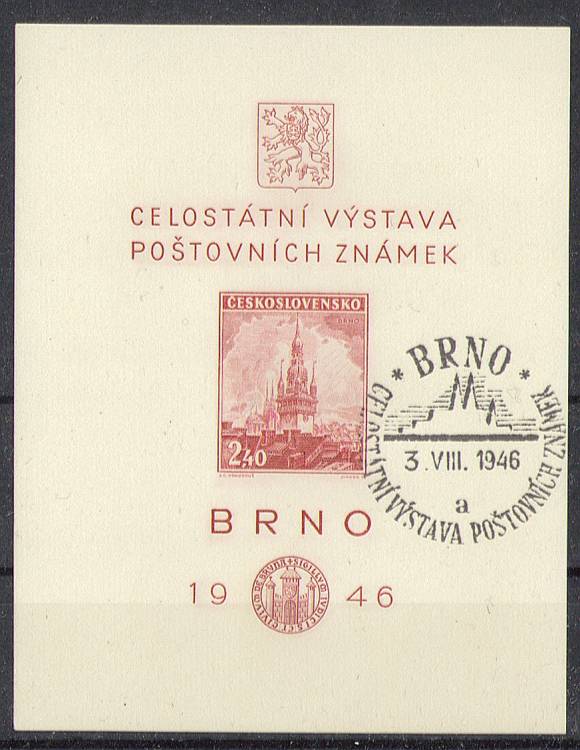 CELOSTÁTNÍ VÝSTAVA
POŠTOVNÍCH ZNÁMEK
ČESKOSLOVENSKO
BRNO
2,40
* BRNO *
3. VIII. 1946
a
CELOSTÁTNÍ VÝSTAVA POŠTOVNÍCH ZNÁMEK
BRNO
19 46